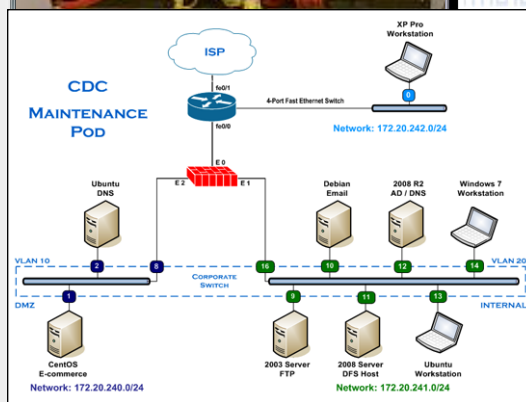 XP Pro
Workstation
ISP
CDC
Maintenance
Pod
fe0/1
4-Port Fast Ethernet Switch
0
fe0/0
Network: 172.20.242.0/24
E 0
E 2
E 1
Ubuntu
DNS
Debian
Email
2008 R2
AD / DNS
Windows 7
Workstation
VLAN 10
2
8
16
10
12
14
VLAN 20
Corporate
Switch
DMZ
1
9
11
13
Internal
CentOS
E-commerce
2003 Server
FTP
2008 Server
DFS Host
Ubuntu
Workstation
Network: 172.20.240.0/24
Network: 172.20.241.0/24